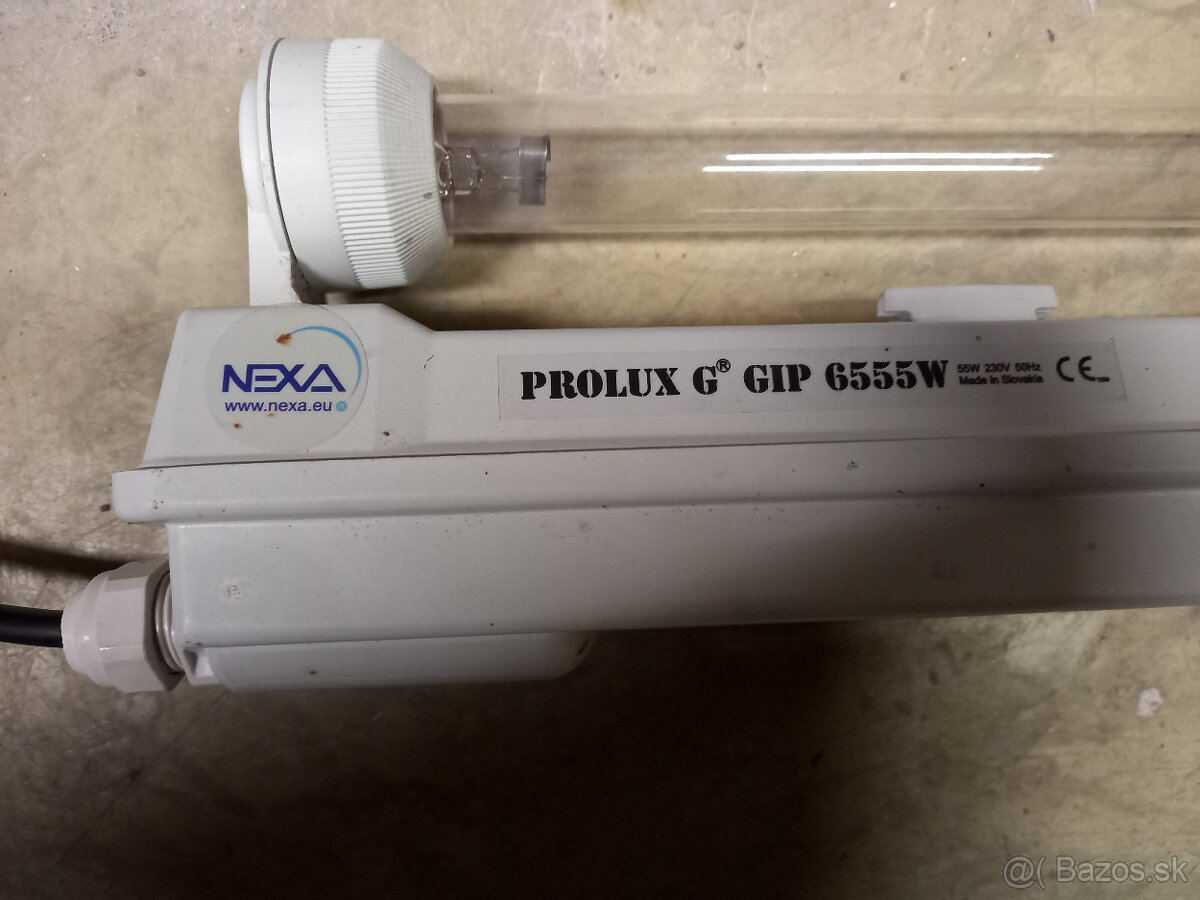 NEXA
www.nexa.eu
PROLUX G® GIP 6555W
55W 230V 50Hz
Made in Slovakia
CE
@( Bazos.sk